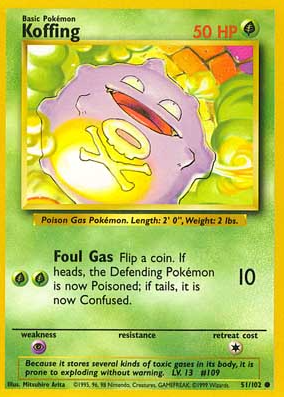 Basic Pokémon
Koffing
50 HP
Poison Gas Pokémon. Length: 2' 0", Weight: 2 lbs.
Foul Gas Flip a coin. If
heads, the Defending Pokémon
is now Poisoned; if tails, it is
now Confused.
10
weakness
resistance
retreat cost
Because it stores several kinds of toxic gases in its body, it is
prone to exploding without warning. LV. 13 #109
Illus. Mitsuhiro Arita
©1995, 96, 98 Nintendo, Creatures, GAMEFREAK. ©1999 Wizards.
51/102